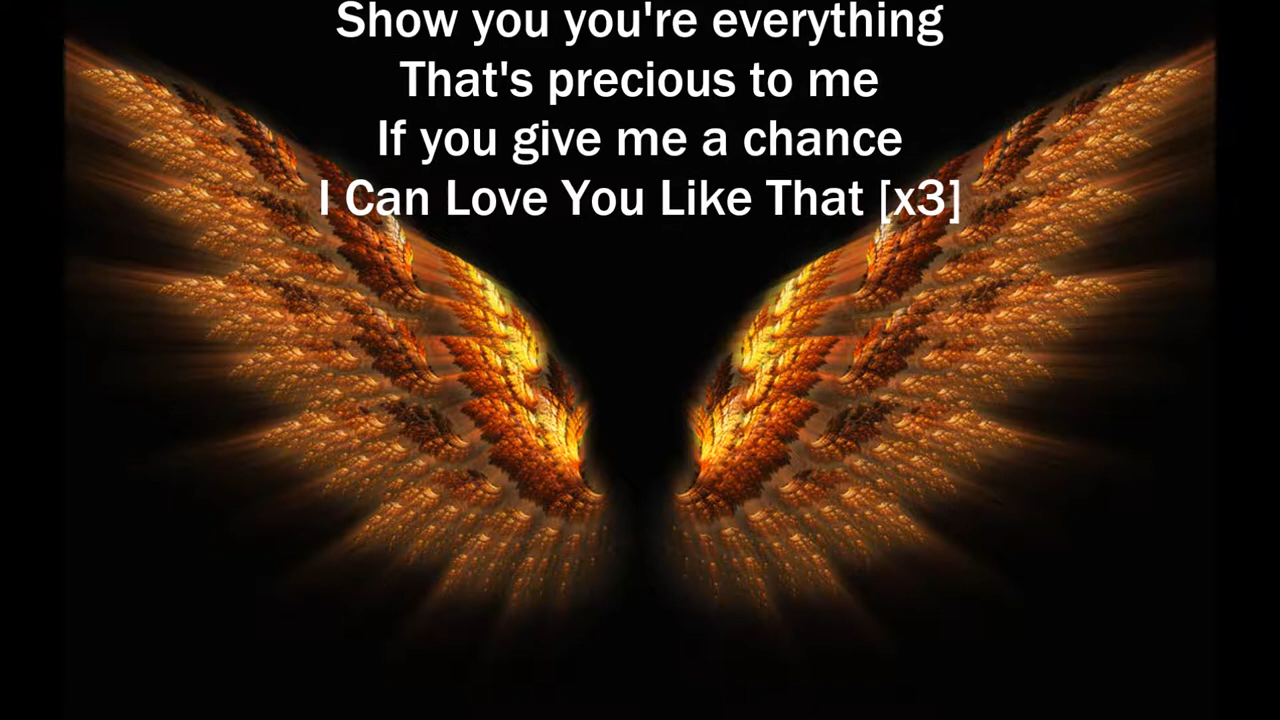 Show you you're everything
That's precious to me
If you give me a chance
I Can Love You Like That [x3]